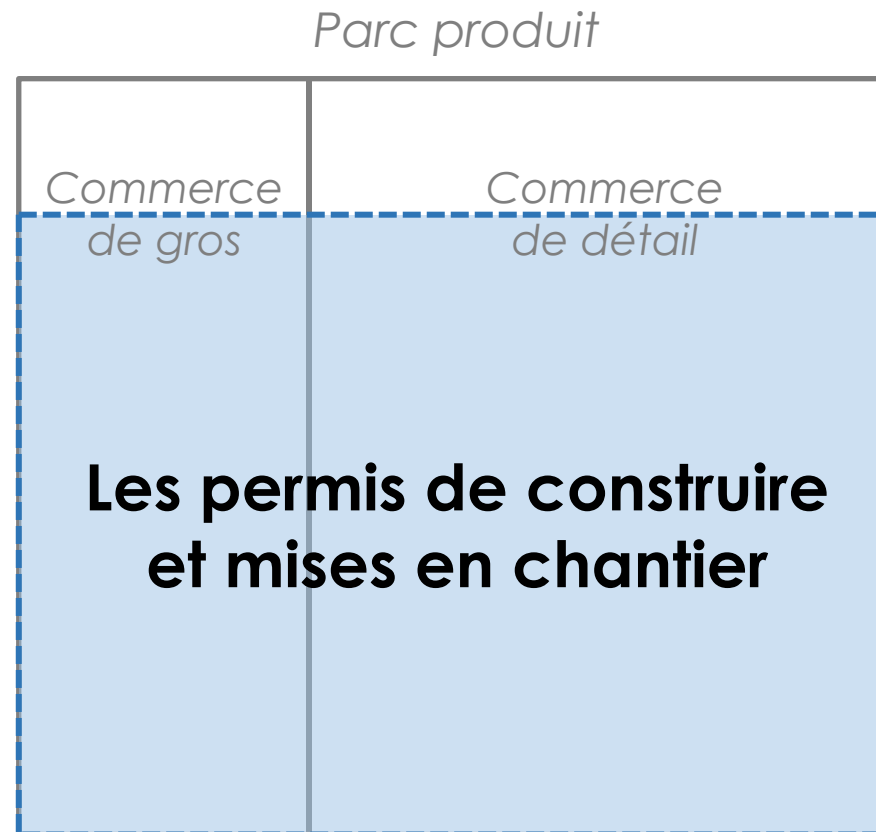 Parc produit
Commerce
de gros
Commerce
de détail
Les permis de construire
et mises en chantier